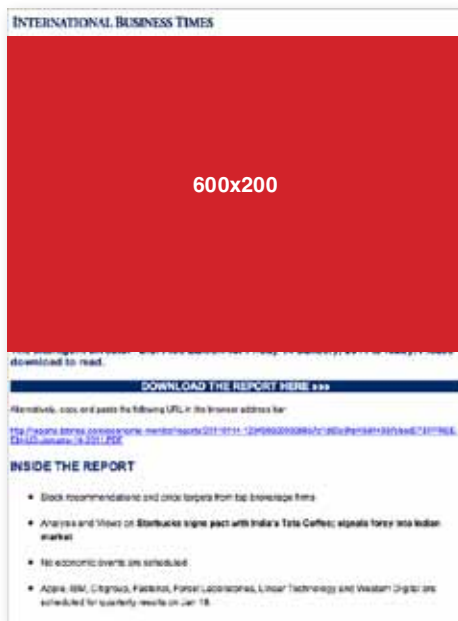 INTERNATIONAL BUSINESS TIMES
600x200
download to read.
DOWNLOAD THE REPORT HERE »»»
Alternatively, copy and paste the following URL in the browser address bar
INSIDE THE REPORT
• Stock recommendations and price targets from top brokerage firms
• Analysis and Views on Starbucks signs pact with India's Tata Coffee; signals foray into Indian
market
• No economic events are scheduled
• Apple, IBM, Citigroup, Fastenal, Forest Laboratories, Linear Technology and Western Digital are
scheduled for quarterly results on Jan 18.